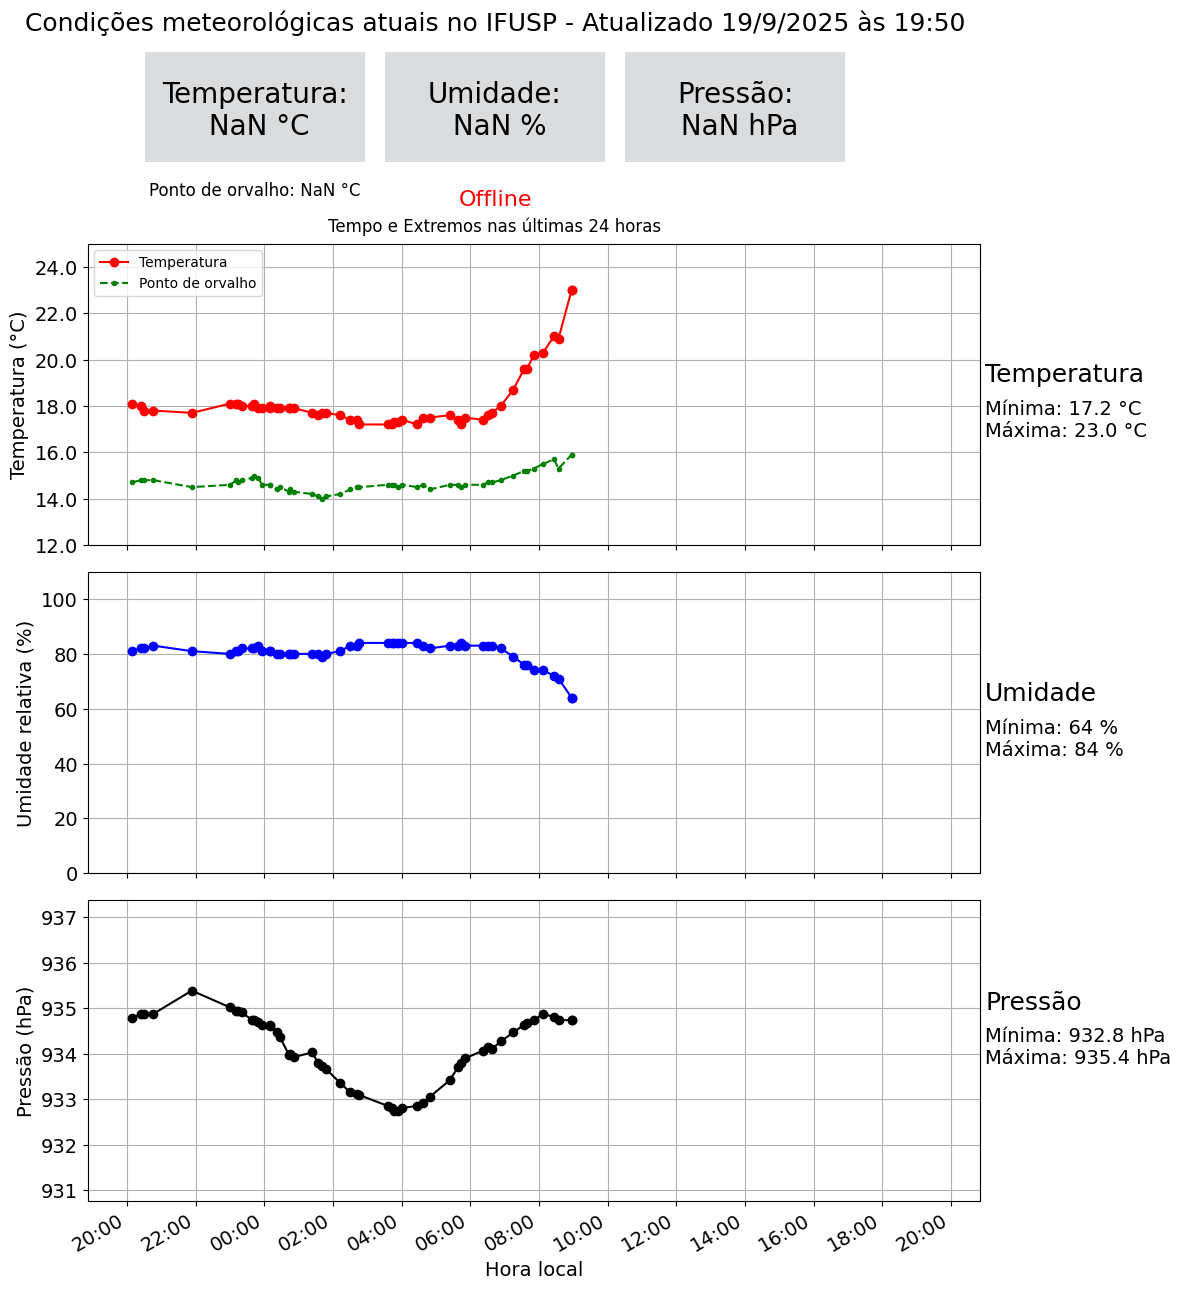 Condições meteorológicas atuais no IFUSP - Atualizado 19/9/2025 às 19:50
Temperatura:
NaN °C
Umidade:
NaN %
Pressão:
NaN hPa
Ponto de orvalho: NaN °C
Offline
Tempo e Extremos nas últimas 24 horas
Temperatura
Ponto de orvalho
Temperatura (°C)
24.0
22.0
20.0
18.0
16.0
14.0
12.0
Temperatura
Mínima: 17.2 °C
Máxima: 23.0 °C
Umidade relativa (%)
100
80
60
40
20
0
Umidade
Mínima: 64 %
Máxima: 84 %
Pressão (hPa)
937
936
935
934
933
932
931
Pressão
Mínima: 932.8 hPa
Máxima: 935.4 hPa
20:00 22:00 00:00 02:00 04:00 06:00 08:00 10:00 12:00 14:00 16:00 18:00 20:00
Hora local